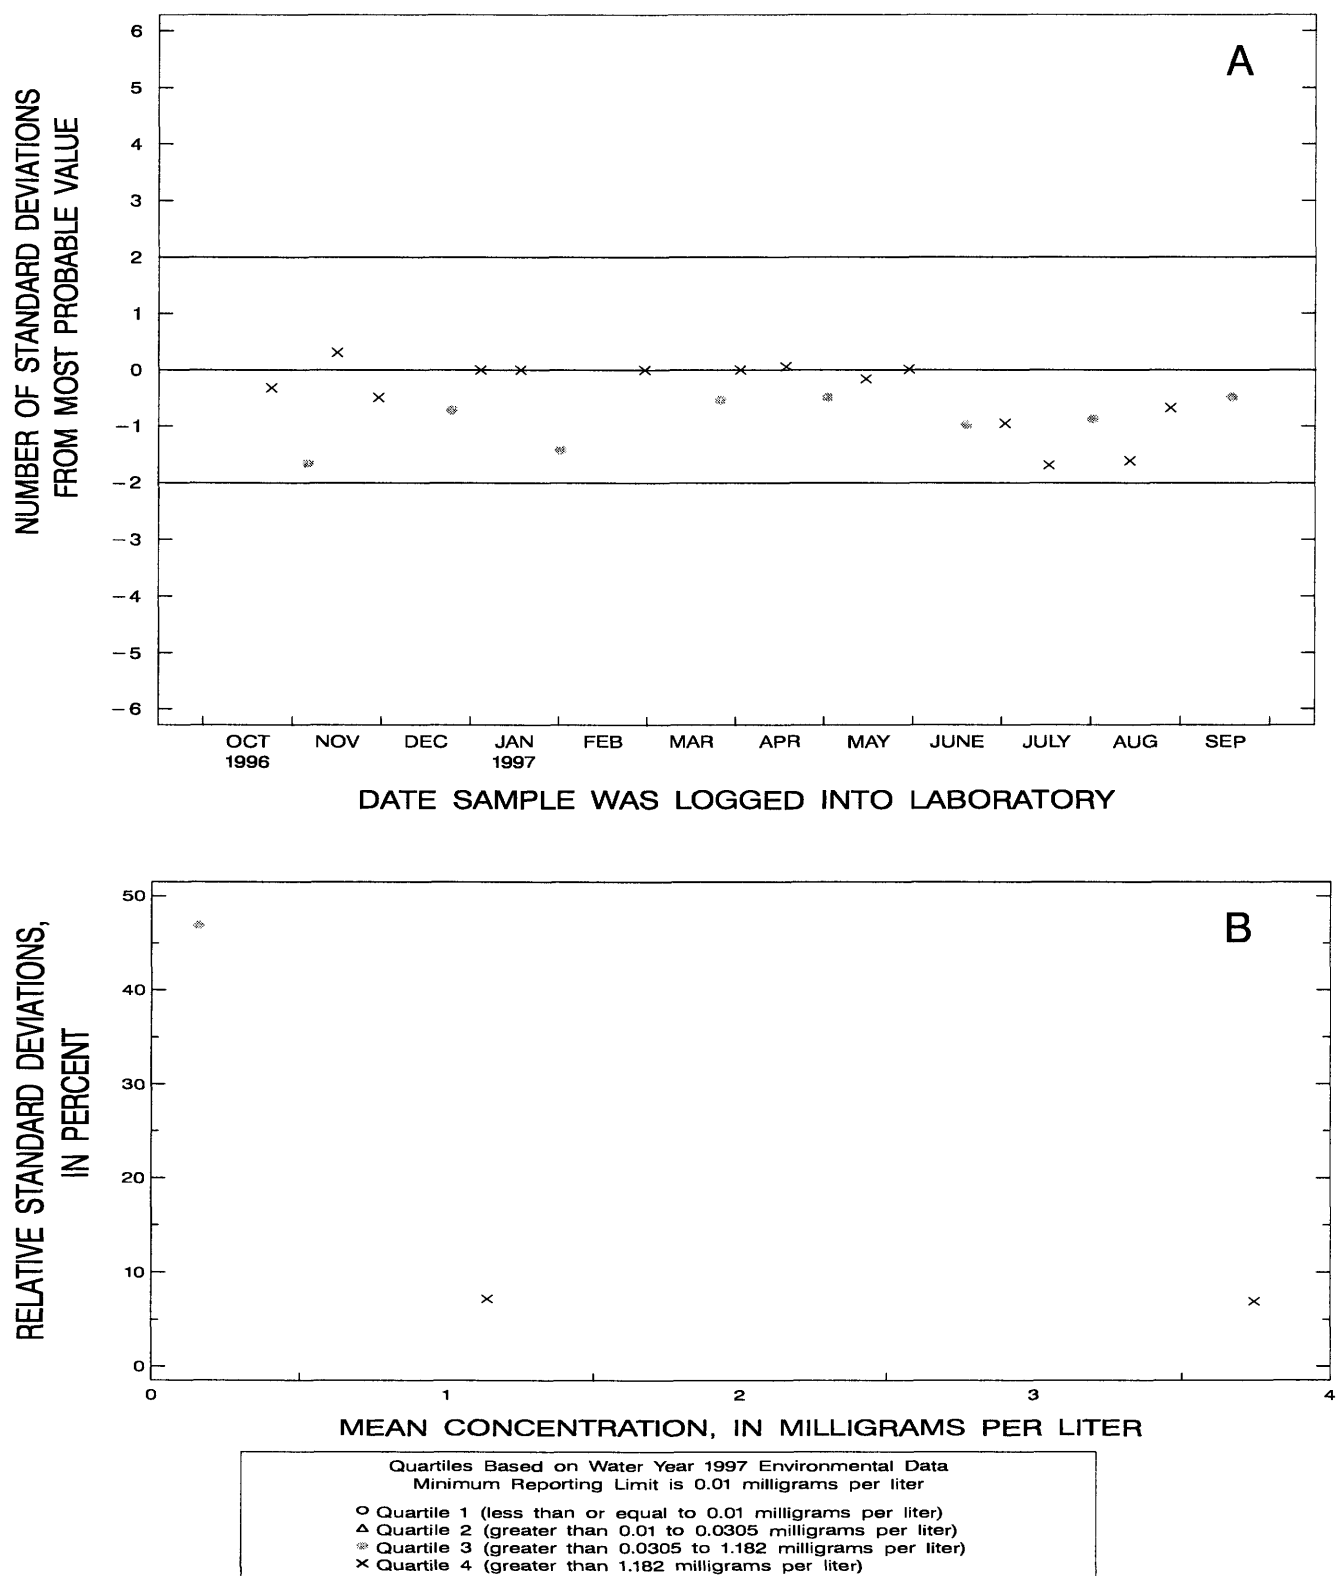 A
NUMBER OF STANDARD DEVIATIONS
FROM MOST PROBABLE VALUE
6
5
4
3
2
1
0
−1
−2
−3
−4
−5
−6
OCT NOV DEC JAN FEB MAR APR MAY JUNE JULY AUG SEP
1996 1997
DATE SAMPLE WAS LOGGED INTO LABORATORY
B
RELATIVE STANDARD DEVIATIONS,
IN PERCENT
50
40
30
20
10
0
0 1 2 3 4
MEAN CONCENTRATION, IN MILLIGRAMS PER LITER
Quartiles Based on Water Year 1997 Environmental Data
Minimum Reporting Limit is 0.01 milligrams per liter
Quartile 1 (less than or equal to 0.01 milligrams per liter)
Quartile 2 (greater than 0.01 to 0.0305 milligrams per liter)
Quartile 3 (greater than 0.0305 to 1.182 milligrams per liter)
Quartile 4 (greater than 1.182 milligrams per liter)